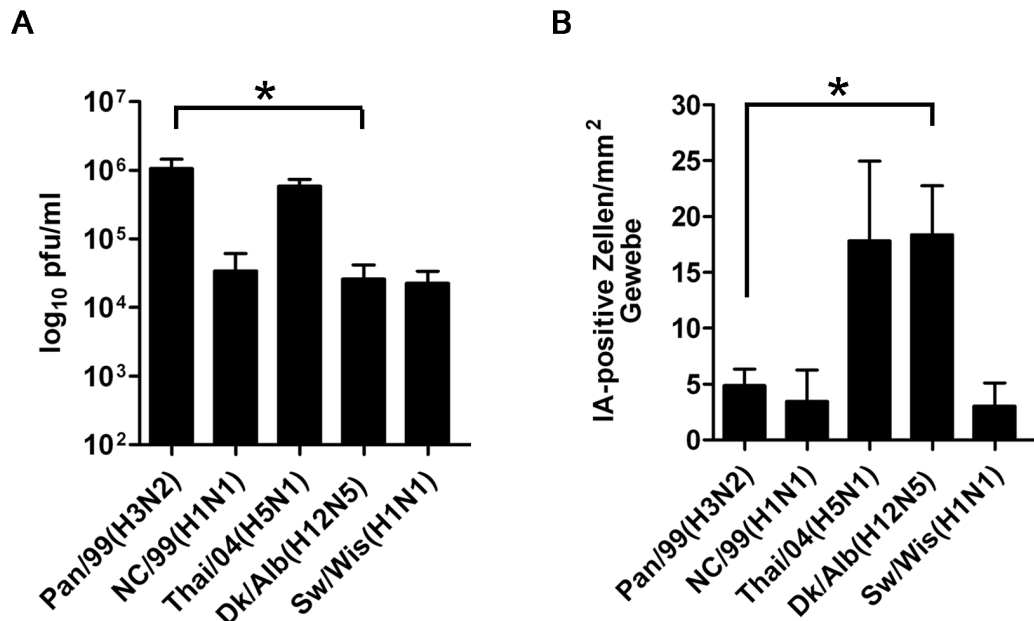 A
B
*
*
10⁷
10⁶
10⁵
10⁴
10³
10²
log₁₀ pfu/ml
Pan/99(H3N2)
NC/99(H1N1)
Thai/04(H5N1)
Dk/Alb(H12N5)
Sw/Wis(H1N1)
30
25
20
15
10
5
0
IA-positive Zellen/mm²
Gewebe
Pan/99(H3N2)
NC/99(H1N1)
Thai/04(H5N1)
Dk/Alb(H12N5)
Sw/Wis(H1N1)